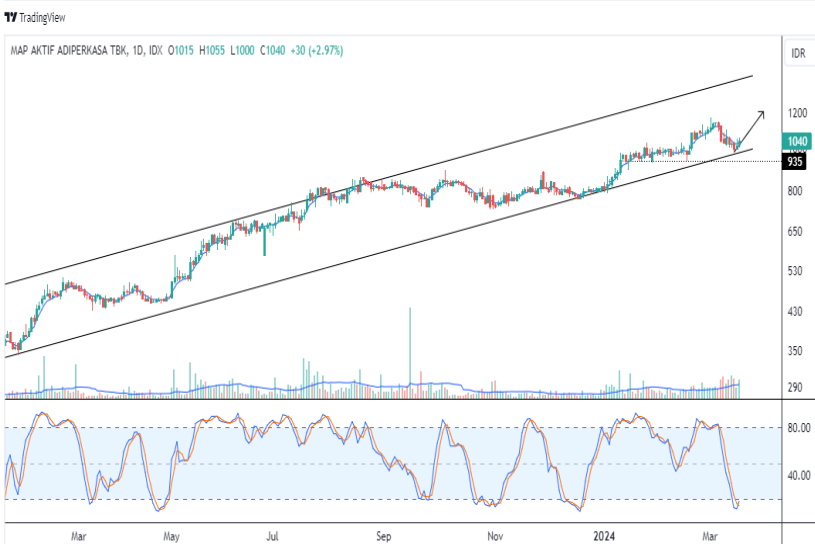 TradingView
MAP AKTIF ADIPERKASA TBK, 1D, IDX O1015 H1055 L1000 C1040 +30 (+2.97%)
IDR
1200
1040
935
800
650
530
430
350
290
80.00
40.00
Mar May Jul Sep Nov 2024 Mar